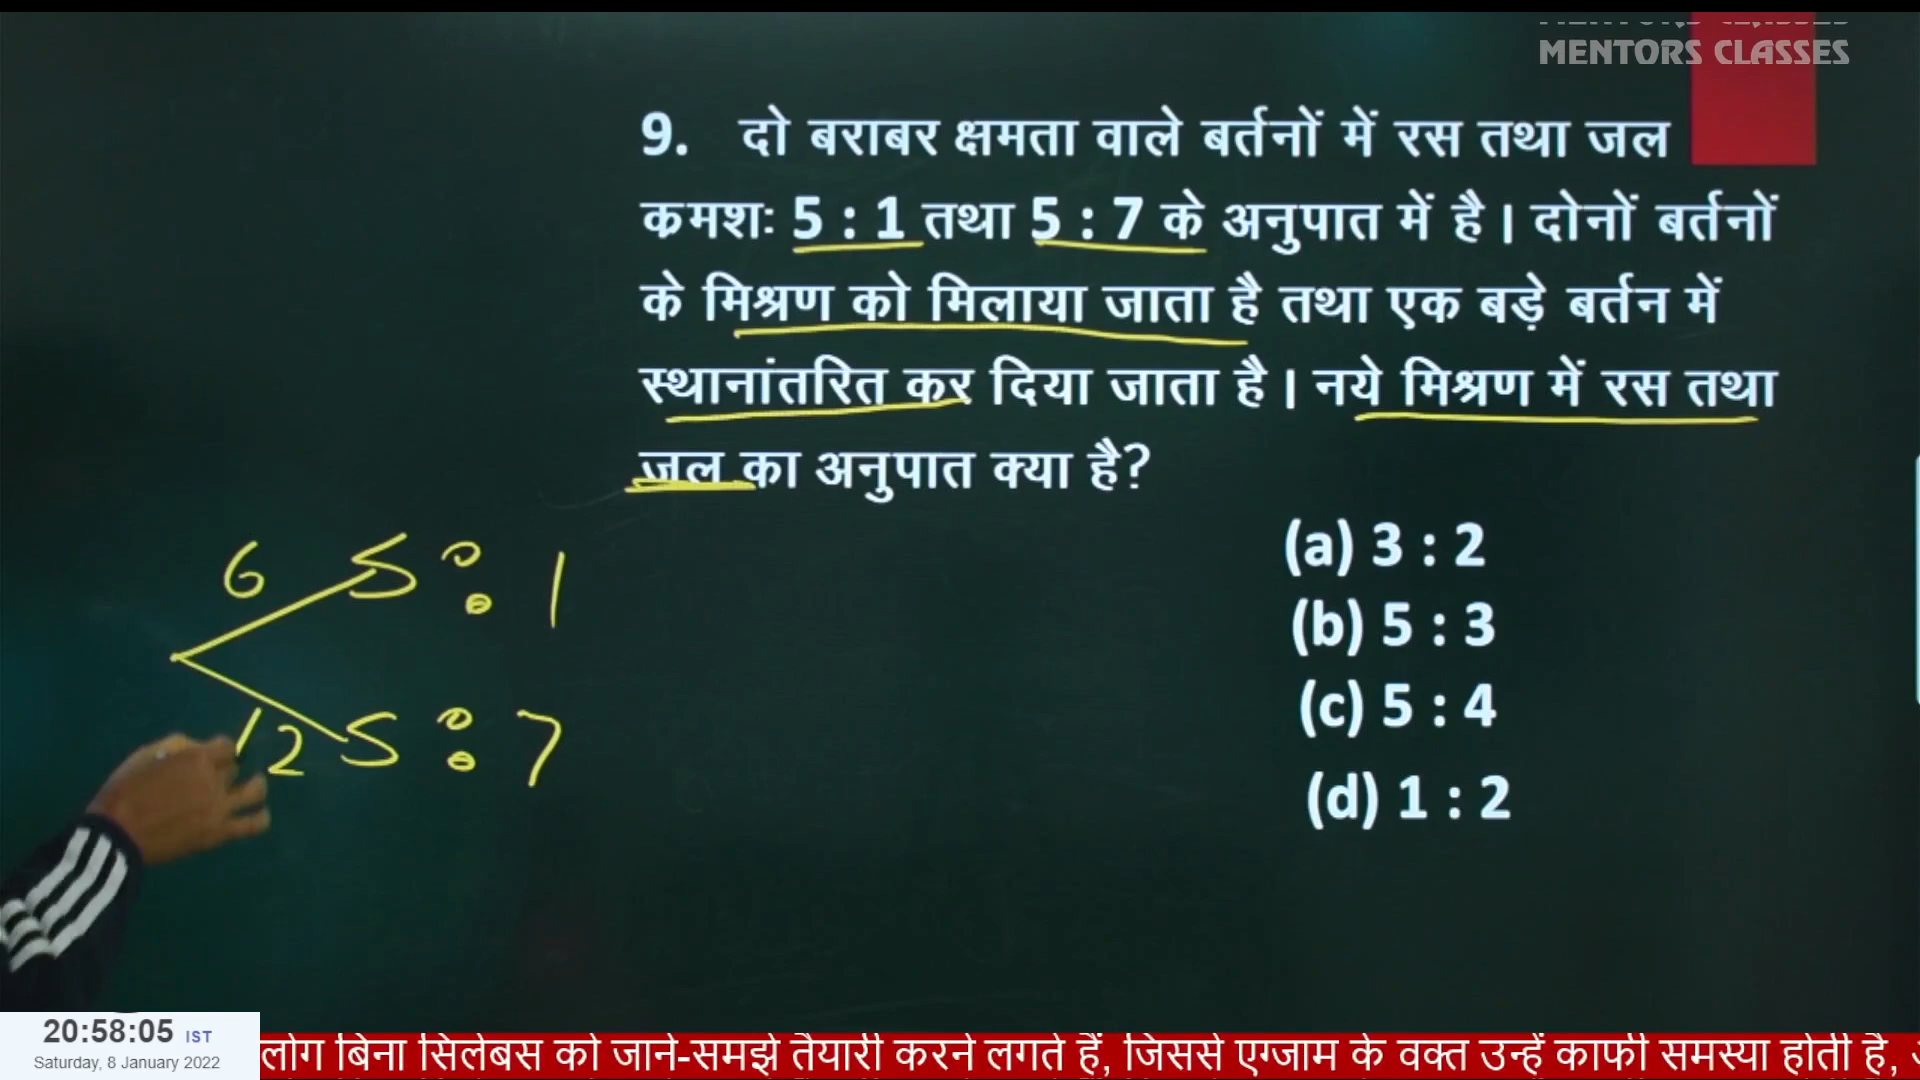 MENTORS CLASSES
9. दो बराबर क्षमता वाले बर्तनों में रस तथा जल
कमशः 5 : 1 तथा 5 : 7 के अनुपात में है। दोनों बर्तनों
के मिश्रण को मिलाया जाता है तथा एक बड़े बर्तन में
स्थानांतरित कर दिया जाता है। नये मिश्रण में रस तथा
जल का अनुपात क्या है?
(a) 3 : 2
(b) 5 : 3
(c) 5 : 4
(d) 1 : 2
6 5 : 1
12 5 : 7
20:58:05 IST
Saturday, 8 January 2022
लोग बिना सिलेबस को जाने-समझे तैयारी करने लगते हैं, जिससे एग्जाम के वक्त उन्हें काफी समस्या होती है,